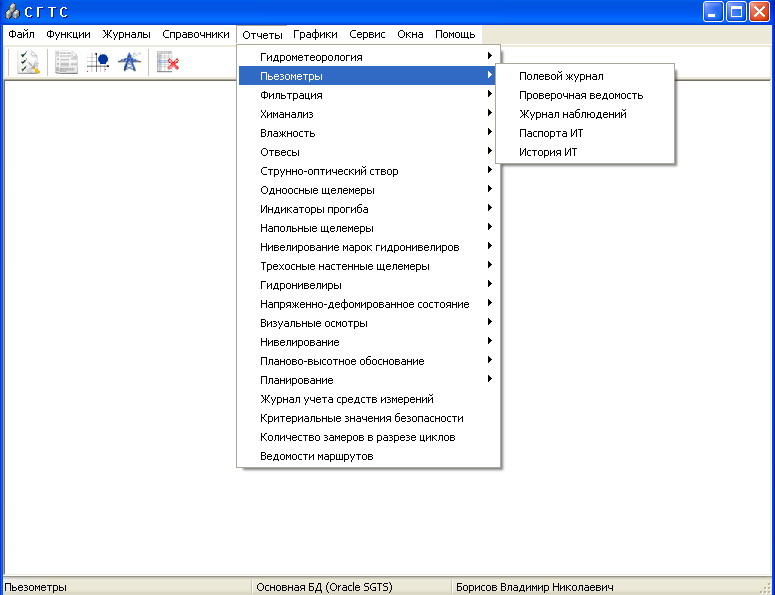 СГТС
Файл Функции Журналы Справочники Отчеты Графики Сервис Окна Помощь
Гидрометеорология
Пьезометры
Фильтрация
Химанализ
Влажность
Отвесы
Струнно-оптический створ
Одноосные щелемеры
Индикаторы прогиба
Напольные щелемеры
Нивелирование марок гидронивелиров
Трехосные настенные щелемеры
Гидронивелиры
Напряженно-дефомированное состояние
Визуальные осмотры
Нивелирование
Планово-высотное обоснование
Планирование
Журнал учета средств измерений
Критериальные значения безопасности
Количество замеров в разрезе циклов
Ведомости маршрутов
Полевой журнал
Проверочная ведомость
Журнал наблюдений
Паспорта ИТ
История ИТ
Пьезометры Основная БД (Oracle SGTS) Борисов Владимир Николаевич